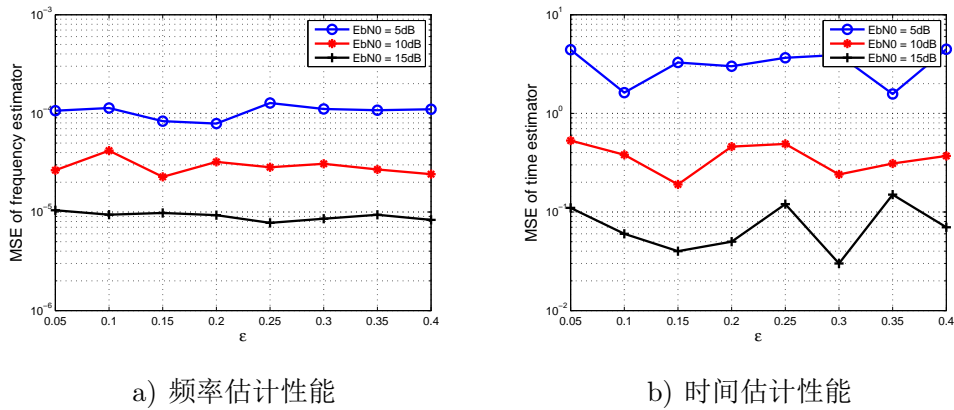 10⁻³
10⁻⁴
10⁻⁵
10⁻⁶
MSE of frequency estimator
EbN0 = 5dB
EbN0 = 10dB
EbN0 = 15dB
0.05 0.1 0.15 0.2 0.25 0.3 0.35 0.4
ε
a) 频率估计性能
10¹
10⁰
10⁻¹
10⁻²
MSE of time estimator
EbN0 = 5dB
EbN0 = 10dB
EbN0 = 15dB
0.05 0.1 0.15 0.2 0.25 0.3 0.35 0.4
ε
b) 时间估计性能